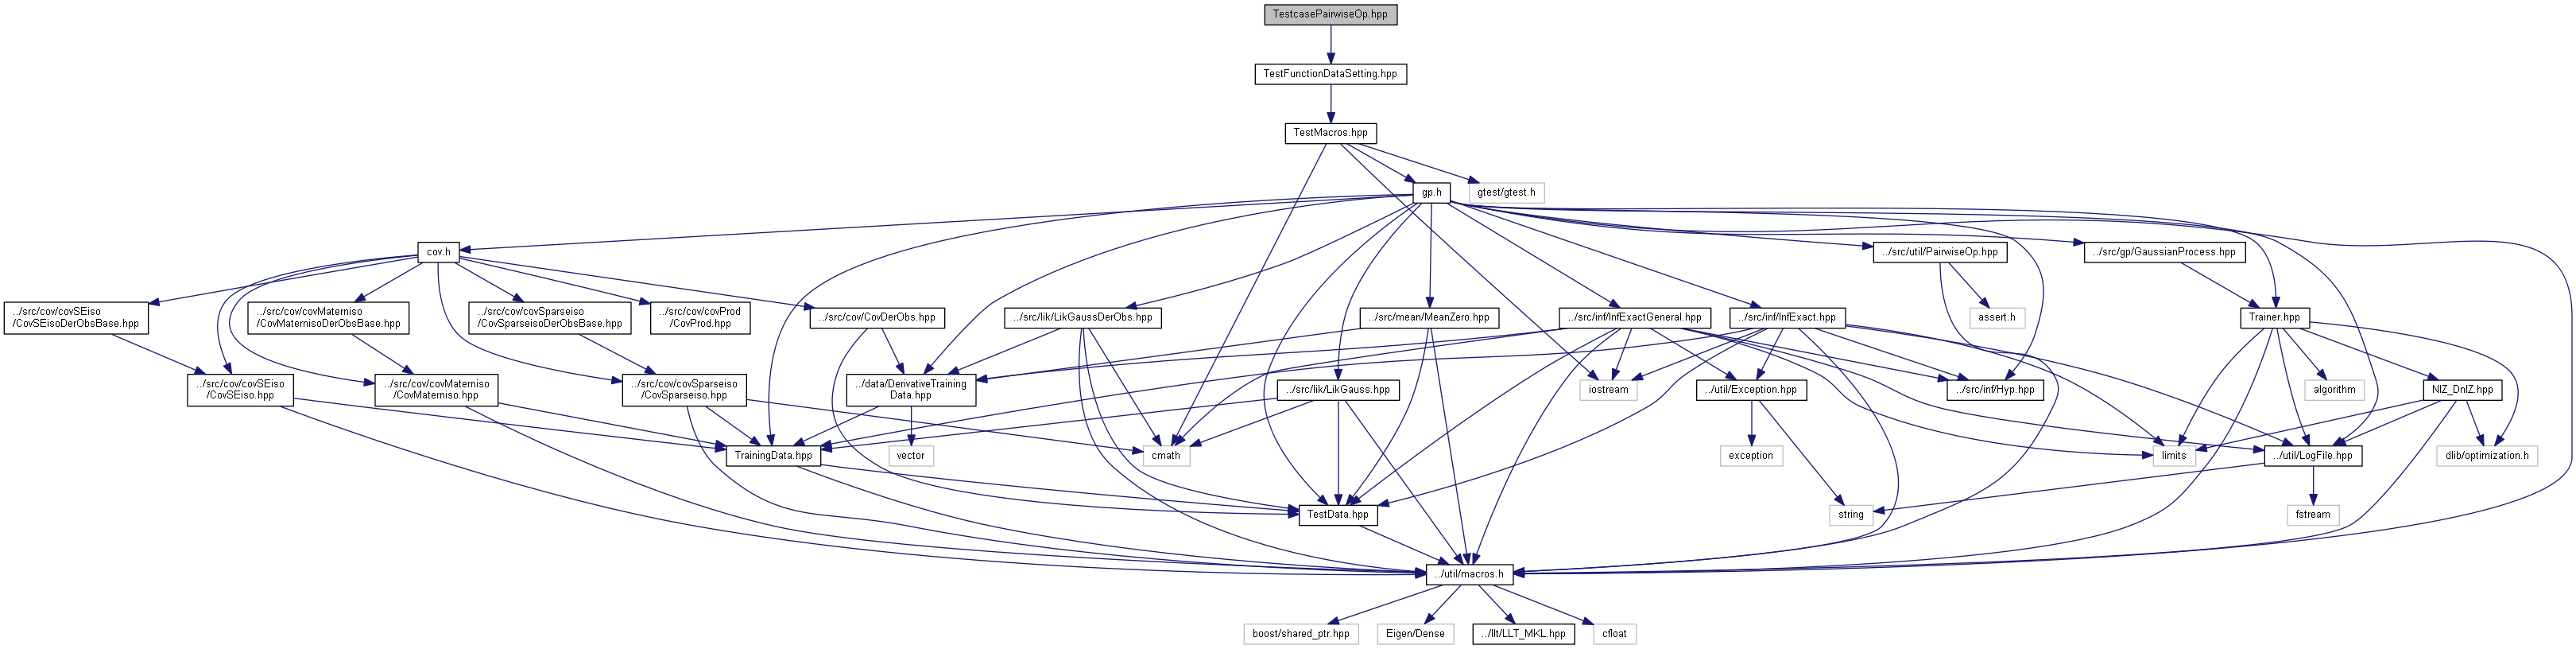 TestcasePairwiseOp.hpp
TestFunctionDataSetting.hpp
TestMacros.hpp
gp.h
gtest/gtest.h
cov.h
../src/util/PairwiseOp.hpp
../src/gp/GaussianProcess.hpp
../src/cov/covSEiso
/CovSEisoDerObsBase.hpp
../src/cov/covMaterniso
/CovMaternisoDerObsBase.hpp
../src/cov/covSparseiso
/CovSparseisoDerObsBase.hpp
../src/cov/covProd
/CovProd.hpp
../src/cov/CovDerObs.hpp
../src/lik/LikGaussDerObs.hpp
../src/mean/MeanZero.hpp
../src/inf/InfExactGeneral.hpp
../src/inf/InfExact.hpp
assert.h
Trainer.hpp
../src/cov/covSEiso
/CovSEiso.hpp
../src/cov/covMaterniso
/CovMaterniso.hpp
../src/cov/covSparseiso
/CovSparseiso.hpp
../data/DerivativeTraining
Data.hpp
../src/lik/LikGauss.hpp
iostream
../util/Exception.hpp
../src/inf/Hyp.hpp
algorithm
NlZ_DnlZ.hpp
TrainingData.hpp
vector
cmath
exception
limits
../util/LogFile.hpp
dlib/optimization.h
TestData.hpp
string
fstream
../util/macros.h
boost/shared_ptr.hpp
Eigen/Dense
../llt/LLT_MKL.hpp
cfloat